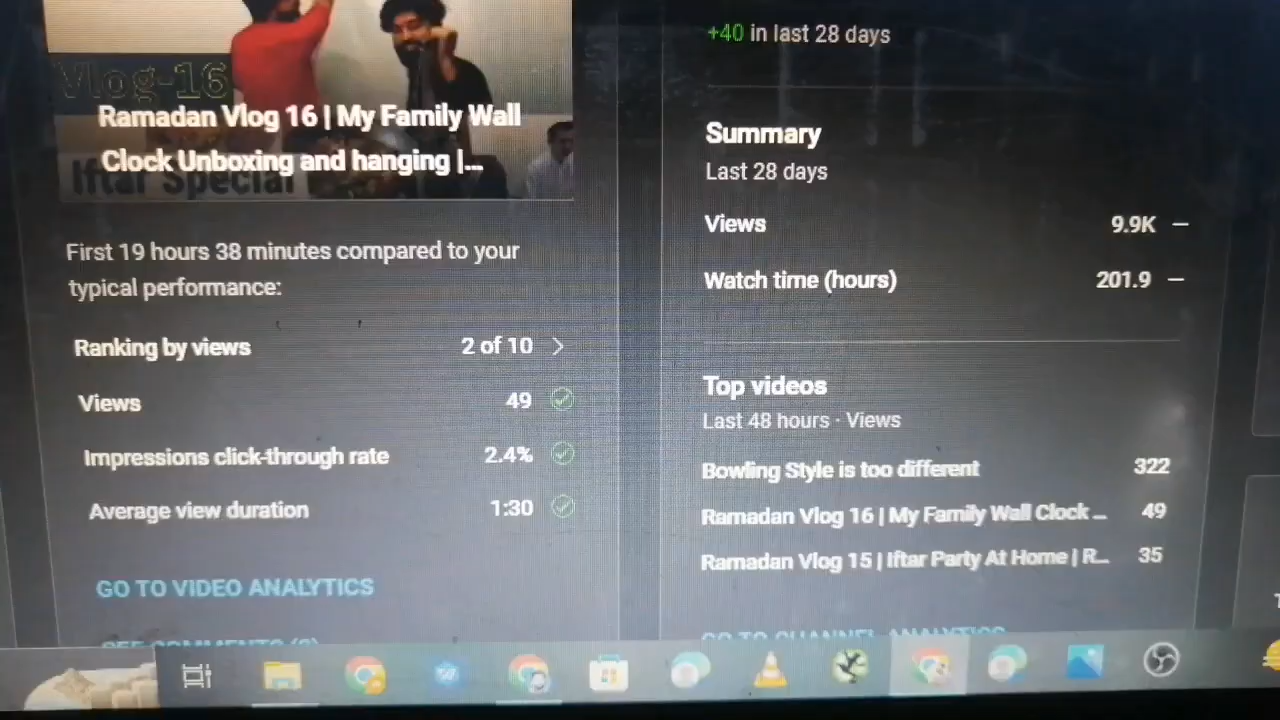 Vlog-16
Ramadan Vlog 16 | My Family Wall
Clock Unboxing and hanging |...
Iftar Special
First 19 hours 38 minutes compared to your
typical performance:
Ranking by views 2 of 10
Views 49
Impressions click-through rate 2.4%
Average view duration 1:30
GO TO VIDEO ANALYTICS
+40 in last 28 days
Summary
Last 28 days
Views 9.9K —
Watch time (hours) 201.9 —
Top videos
Last 48 hours · Views
Bowling Style is too different 322
Ramadan Vlog 16 | My Family Wall Clock ... 49
Ramadan Vlog 15 | Iftar Party At Home | R... 35
GO TO CHANNEL ANALYTICS